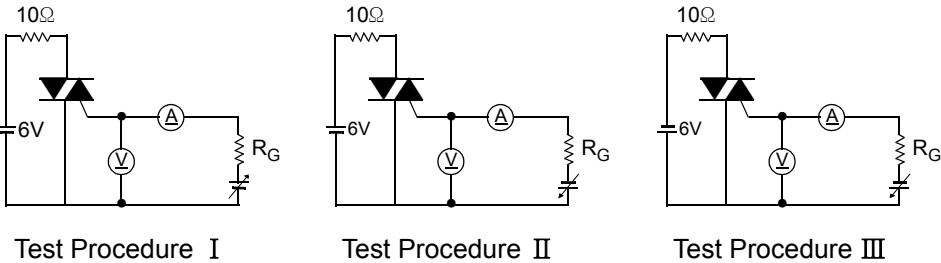 10Ω 10Ω 10Ω
6V A R_G 6V A R_G 6V A R_G
V V V
Test Procedure Ⅰ Test Procedure Ⅱ Test Procedure Ⅲ